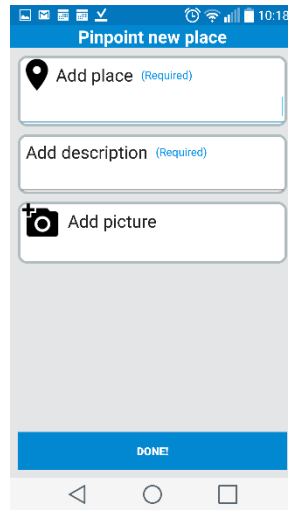 10:18
Pinpoint new place
Add place (Required)
Add description (Required)
Add picture
DONE!